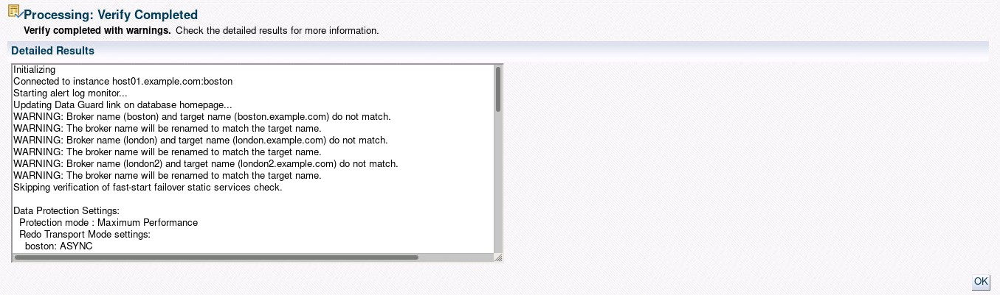 Processing: Verify Completed
Verify completed with warnings. Check the detailed results for more information.
Detailed Results
Initializing
Connected to instance host01.example.com:boston
Starting alert log monitor...
Updating Data Guard link on database homepage...
WARNING: Broker name (boston) and target name (boston.example.com) do not match.
WARNING: The broker name will be renamed to match the target name.
WARNING: Broker name (london) and target name (london.example.com) do not match.
WARNING: The broker name will be renamed to match the target name.
WARNING: Broker name (london2) and target name (london2.example.com) do not match.
WARNING: The broker name will be renamed to match the target name.
Skipping verification of fast-start failover static services check.
Data Protection Settings:
Protection mode : Maximum Performance
Redo Transport Mode settings:
boston: ASYNC
OK